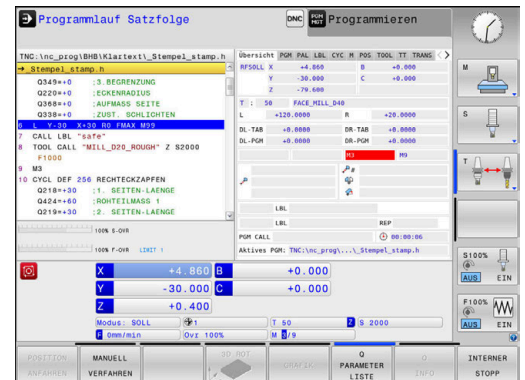 Programmlauf Satzfolge
DNC
PGM MGT
Programmieren
TNC:\nc_prog\BHB\Klartext\_Stempel_stamp.h
→_Stempel_stamp.h
Q349=+0 ;3.BEGRENZUNG
Q220=+0 ;ECKENRADIUS
Q368=+0 ;AUFMASS SEITE
Q338=+0 ;ZUST. SCHLICHTEN
6 L Y-30 X+30 R0 FMAX M99
7 CALL LBL "safe"
8 TOOL CALL "MILL_D20_ROUGH" Z S2000
F1000
9 M3
10 CYCL DEF 256 RECHTECKZAPFEN
Q218=+30 ;1. SEITEN-LAENGE
Q424=+60 ;ROHTEILMASS 1
Q219=+30 ;2. SEITEN-LAENGE
100% S-OVR
100% F-OVR LIMIT 1
Übersicht PGM PAL LBL CYC M POS TOOL TT TRANS
RFSOLL X +4.860 B +0.000
Y -30.000 C +0.000
Z -79.600
T : 50 FACE_MILL_D40
L +120.0000 R +20.0000
DL-TAB +0.0000 DR-TAB +0.0000
DL-PGM +0.0000 DR-PGM +0.0000
M3 M9
LBL
LBL REP
PGM CALL 00:00:06
Aktives PGM: TNC:\nc_prog\...\_Stempel_stamp.h
X +4.860 B +0.000
Y -30.000 C +0.000
Z +0.400
Modus: SOLL 1 T 50 Z S 2000
F 0mm/min Ovr 100% M 5/9
M
S
T
S100%
AUS EIN
F100%
AUS EIN
POSITION ANFAHREN
MANUELL VERFAHREN
3D ROT
GRAFIK
Q PARAMETER LISTE
Q INFO
INTERNER STOPP